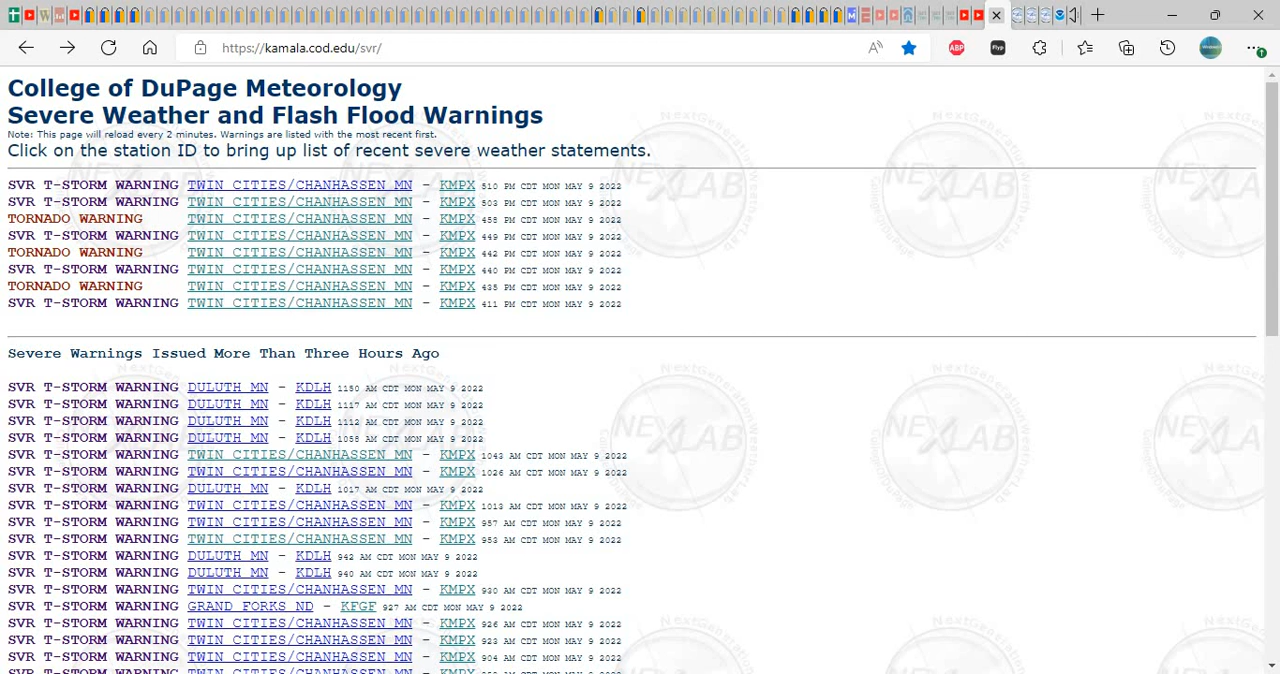 https://kamala.cod.edu/svr/
ABP
Flyp
College of DuPage Meteorology
Severe Weather and Flash Flood Warnings
Note: This page will reload every 2 minutes. Warnings are listed with the most recent first.
Click on the station ID to bring up list of recent severe weather statements.
SVR T-STORM WARNING TWIN CITIES/CHANHASSEN MN - KMPX 510 PM CDT MON MAY 9 2022
SVR T-STORM WARNING TWIN CITIES/CHANHASSEN MN - KMPX 503 PM CDT MON MAY 9 2022
TORNADO WARNING TWIN CITIES/CHANHASSEN MN - KMPX 458 PM CDT MON MAY 9 2022
SVR T-STORM WARNING TWIN CITIES/CHANHASSEN MN - KMPX 449 PM CDT MON MAY 9 2022
TORNADO WARNING TWIN CITIES/CHANHASSEN MN - KMPX 442 PM CDT MON MAY 9 2022
SVR T-STORM WARNING TWIN CITIES/CHANHASSEN MN - KMPX 440 PM CDT MON MAY 9 2022
TORNADO WARNING TWIN CITIES/CHANHASSEN MN - KMPX 435 PM CDT MON MAY 9 2022
SVR T-STORM WARNING TWIN CITIES/CHANHASSEN MN - KMPX 411 PM CDT MON MAY 9 2022
Severe Warnings Issued More Than Three Hours Ago
SVR T-STORM WARNING DULUTH MN - KDLH 1150 AM CDT MON MAY 9 2022
SVR T-STORM WARNING DULUTH MN - KDLH 1117 AM CDT MON MAY 9 2022
SVR T-STORM WARNING DULUTH MN - KDLH 1112 AM CDT MON MAY 9 2022
SVR T-STORM WARNING DULUTH MN - KDLH 1058 AM CDT MON MAY 9 2022
SVR T-STORM WARNING TWIN CITIES/CHANHASSEN MN - KMPX 1043 AM CDT MON MAY 9 2022
SVR T-STORM WARNING TWIN CITIES/CHANHASSEN MN - KMPX 1026 AM CDT MON MAY 9 2022
SVR T-STORM WARNING DULUTH MN - KDLH 1017 AM CDT MON MAY 9 2022
SVR T-STORM WARNING TWIN CITIES/CHANHASSEN MN - KMPX 1013 AM CDT MON MAY 9 2022
SVR T-STORM WARNING TWIN CITIES/CHANHASSEN MN - KMPX 957 AM CDT MON MAY 9 2022
SVR T-STORM WARNING TWIN CITIES/CHANHASSEN MN - KMPX 953 AM CDT MON MAY 9 2022
SVR T-STORM WARNING DULUTH MN - KDLH 942 AM CDT MON MAY 9 2022
SVR T-STORM WARNING DULUTH MN - KDLH 940 AM CDT MON MAY 9 2022
SVR T-STORM WARNING TWIN CITIES/CHANHASSEN MN - KMPX 930 AM CDT MON MAY 9 2022
SVR T-STORM WARNING GRAND FORKS ND - KFGF 927 AM CDT MON MAY 9 2022
SVR T-STORM WARNING TWIN CITIES/CHANHASSEN MN - KMPX 926 AM CDT MON MAY 9 2022
SVR T-STORM WARNING TWIN CITIES/CHANHASSEN MN - KMPX 923 AM CDT MON MAY 9 2022
SVR T-STORM WARNING TWIN CITIES/CHANHASSEN MN - KMPX 904 AM CDT MON MAY 9 2022
SVR T-STORM WARNING TWIN CITIES/CHANHASSEN MN - KMPX